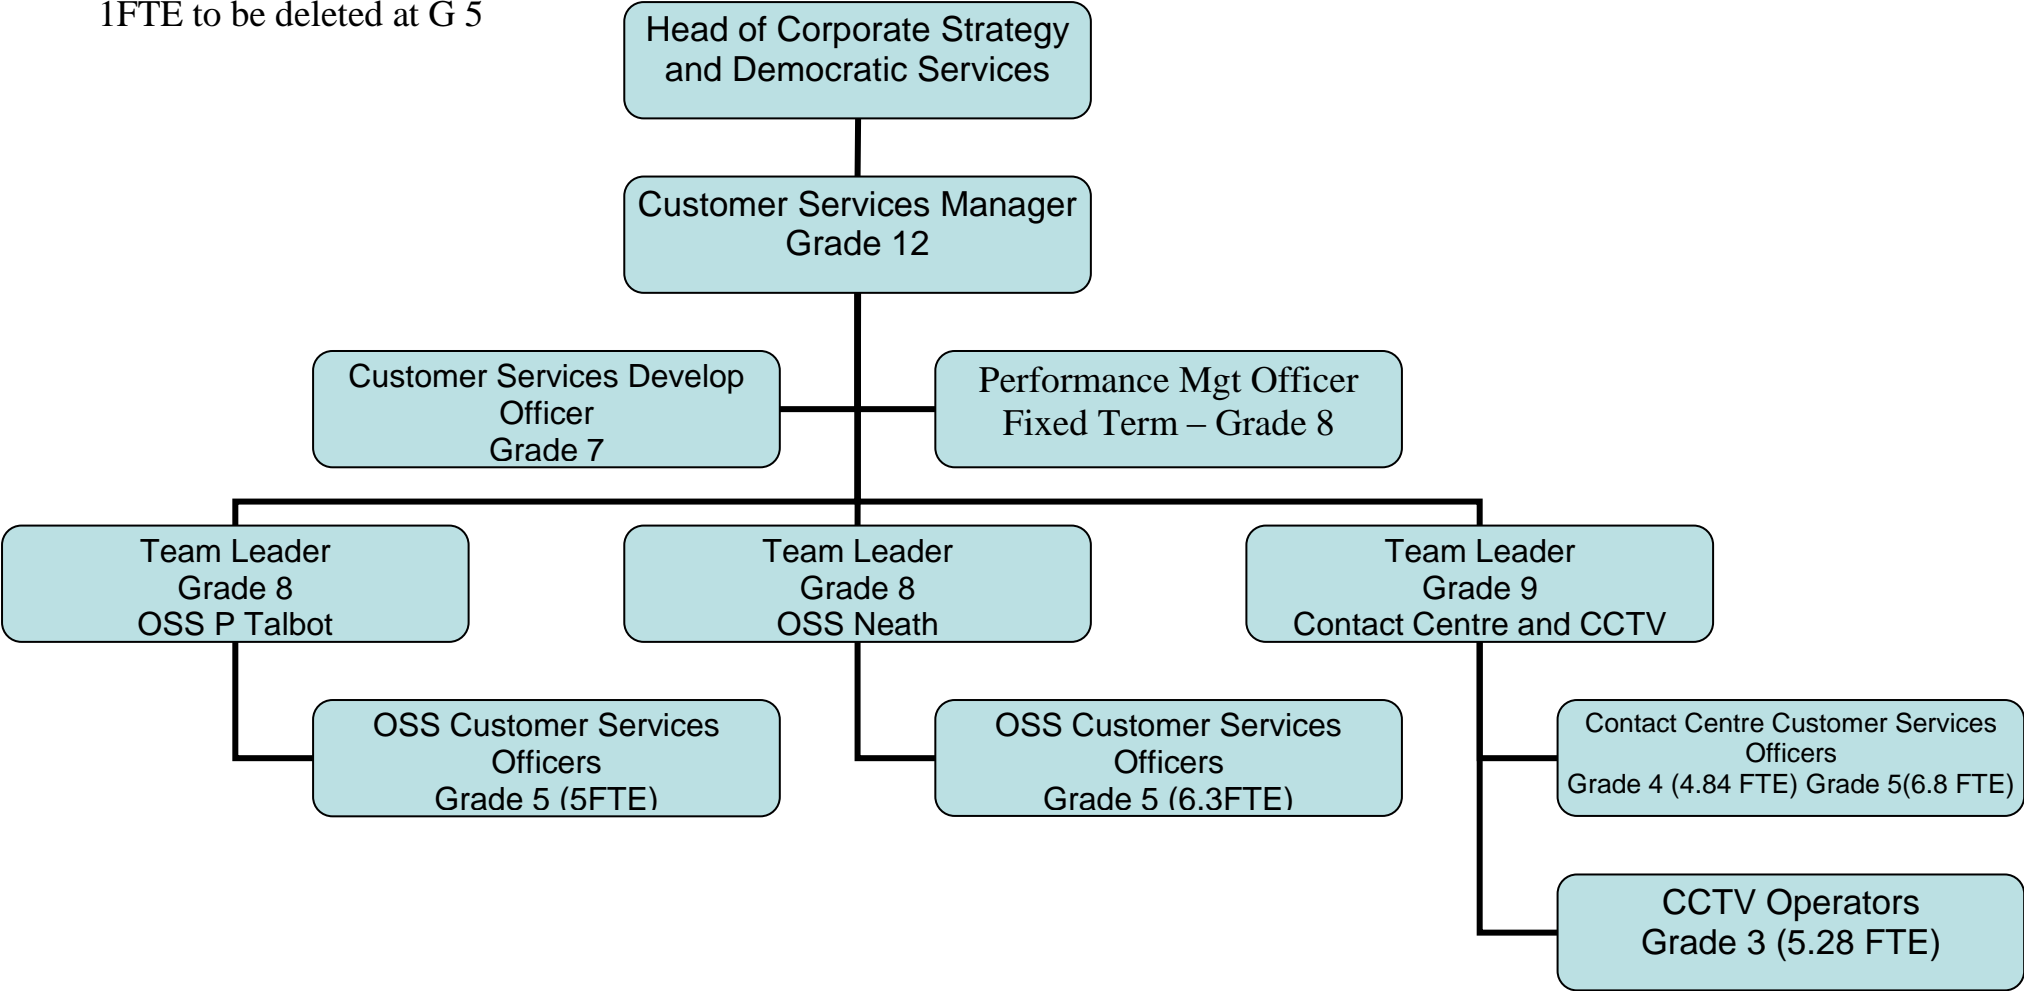 1FTE to be deleted at G 5
Head of Corporate Strategy
and Democratic Services
Customer Services Manager
Grade 12
Customer Services Develop
Officer
Grade 7
Performance Mgt Officer
Fixed Term – Grade 8
Team Leader
Grade 8
OSS P Talbot
Team Leader
Grade 8
OSS Neath
Team Leader
Grade 9
Contact Centre and CCTV
OSS Customer Services
Officers
Grade 5 (5FTE)
OSS Customer Services
Officers
Grade 5 (6.3FTE)
Contact Centre Customer Services
Officers
Grade 4 (4.84 FTE) Grade 5(6.8 FTE)
CCTV Operators
Grade 3 (5.28 FTE)